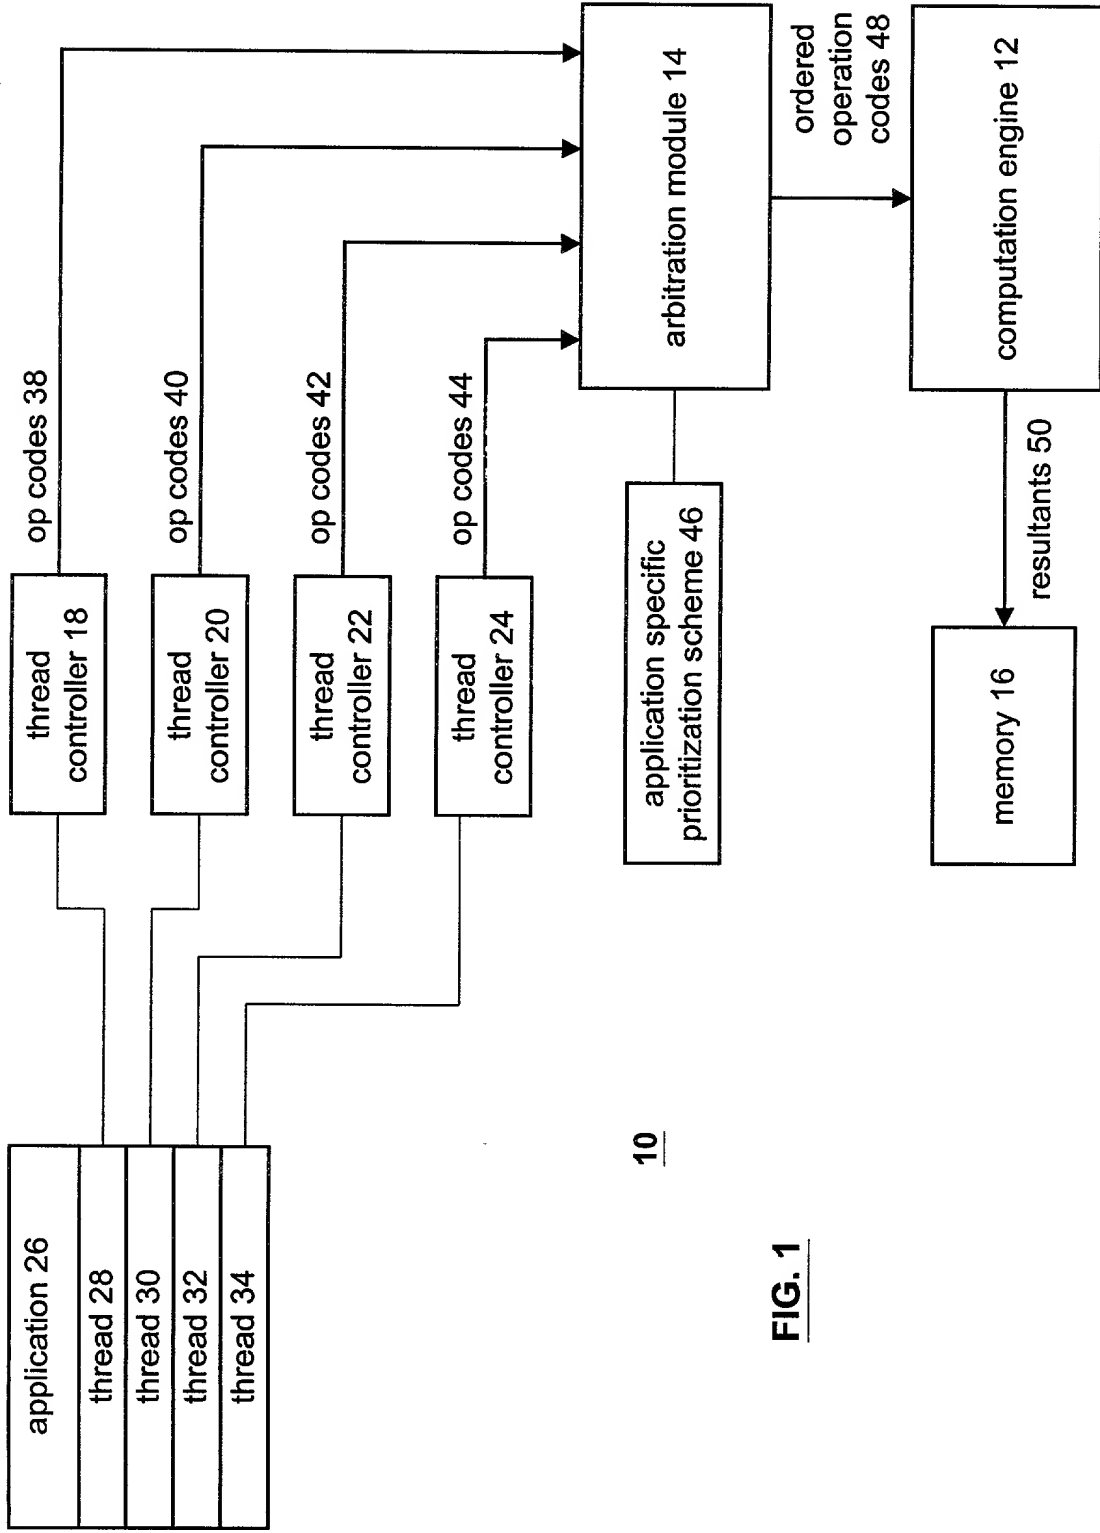 application 26
thread 28
thread 30
thread 32
thread 34
thread
controller 18
op codes 38
thread
controller 20
op codes 40
thread
controller 22
op codes 42
thread
controller 24
op codes 44
application specific
prioritization scheme 46
arbitration module 14
ordered
operation
codes 48
computation engine 12
resultants 50
memory 16
10
FIG. 1